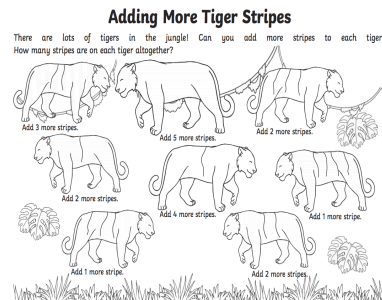 Adding More Tiger Stripes
There are lots of tigers in the jungle! Can you add more stripes to each tiger
How many stripes are on each tiger altogether?
Add 3 more stripes.
Add 5 more stripes.
Add 2 more stripes.
Add 2 more stripes.
Add 4 more stripes.
Add 1 more stripe.
Add 1 more stripe.
Add 2 more stripes.